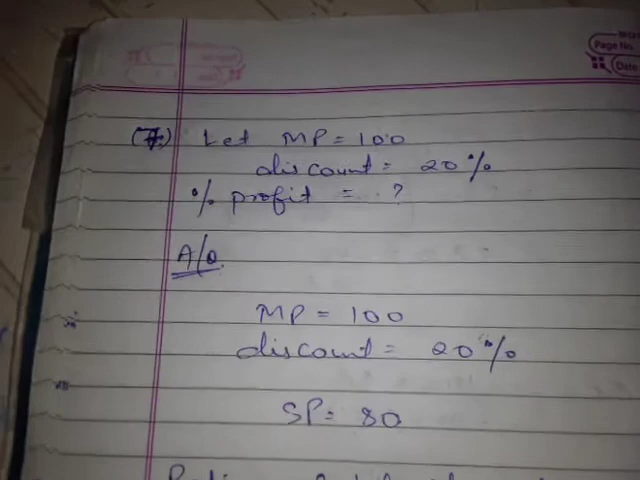 Page No.
Date
(7.) Let MP = 100
discount = 20%
% profit = ?
A/Q.
MP = 100
discount = 20%
SP = 80